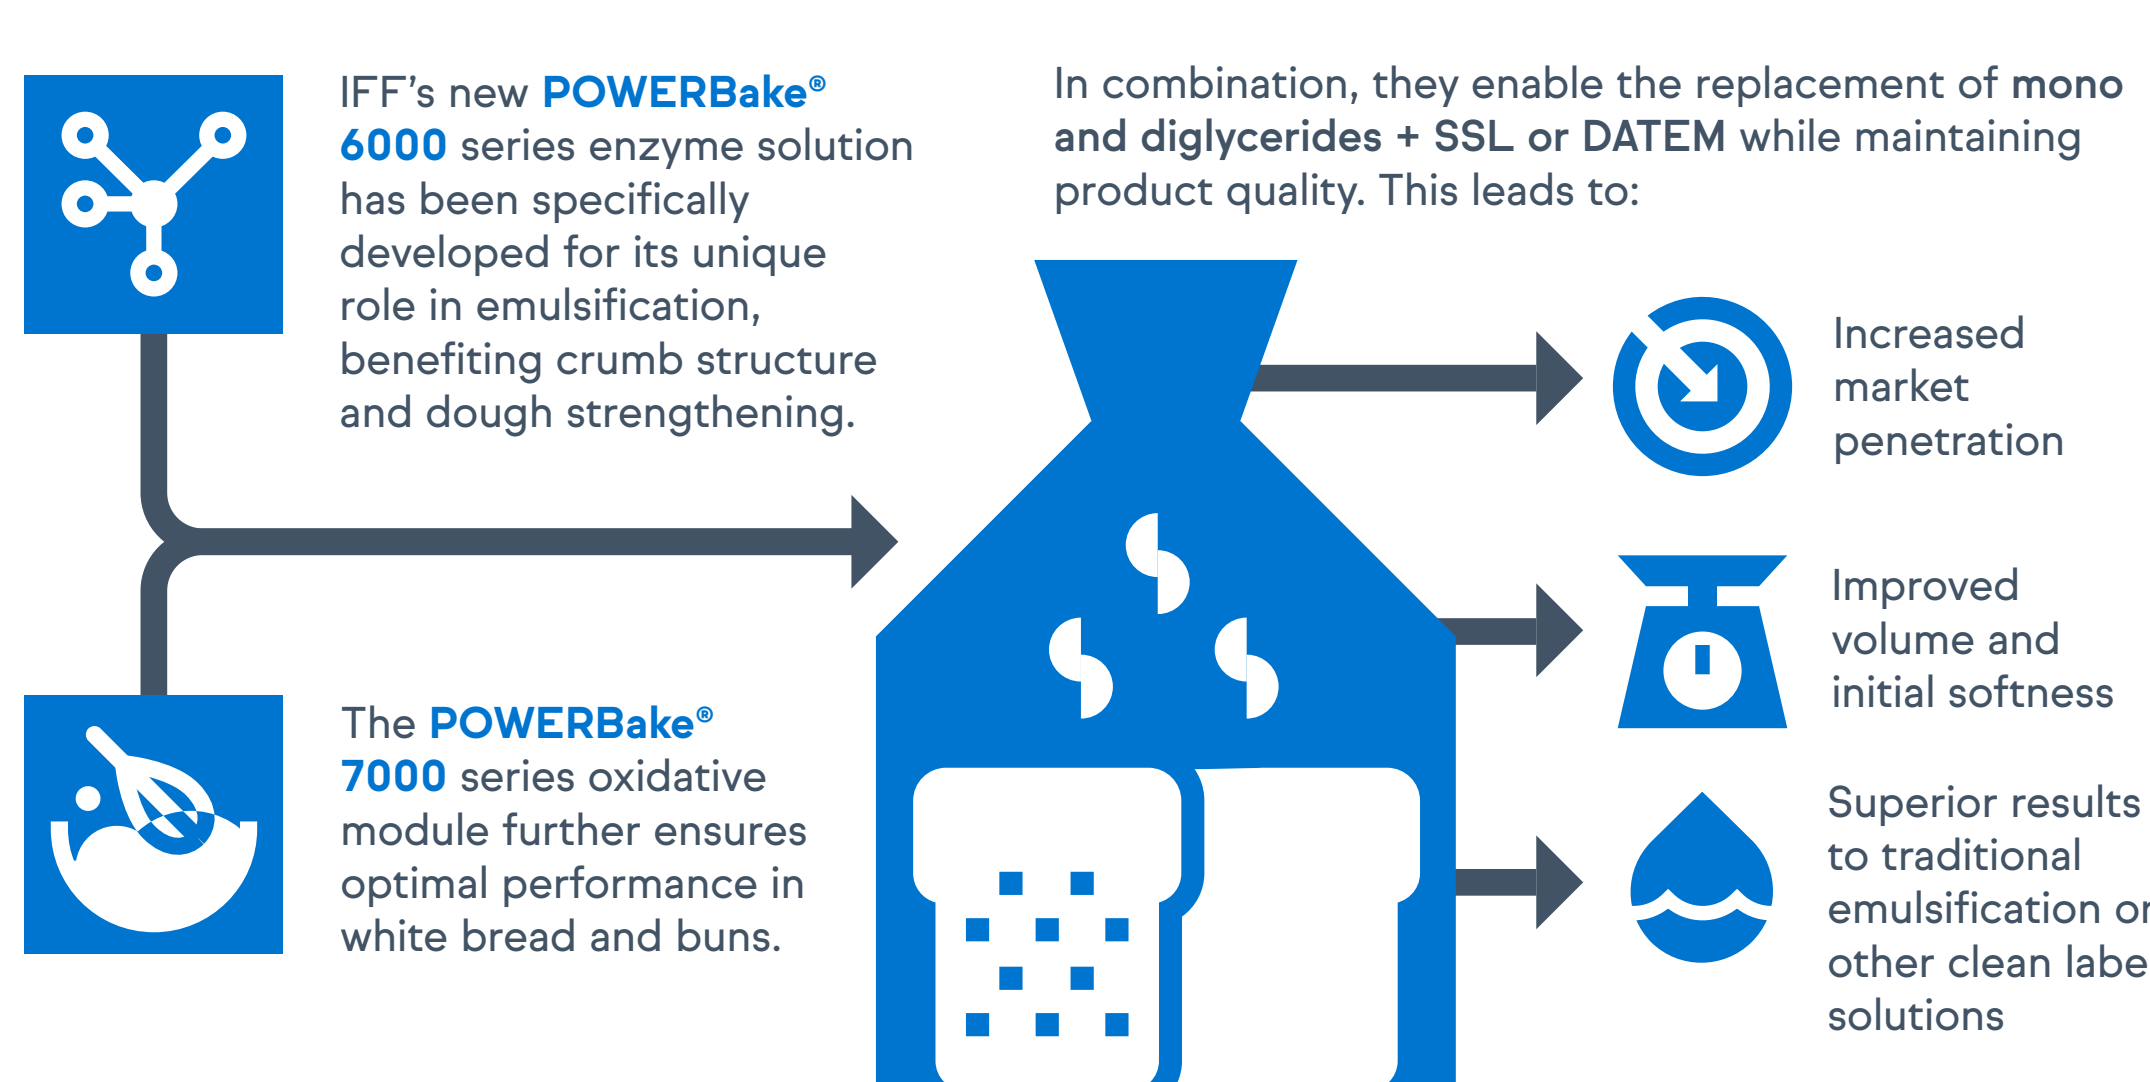 IFF's new POWERBake®
6000 series enzyme solution
has been specifically
developed for its unique
role in emulsification,
benefiting crumb structure
and dough strengthening.
The POWERBake®
7000 series oxidative
module further ensures
optimal performance in
white bread and buns.
In combination, they enable the replacement of mono
and diglycerides + SSL or DATEM while maintaining
product quality. This leads to:
Increased
market
penetration
Improved
volume and
initial softness
Superior results
to traditional
emulsification or
other clean labe
solutions